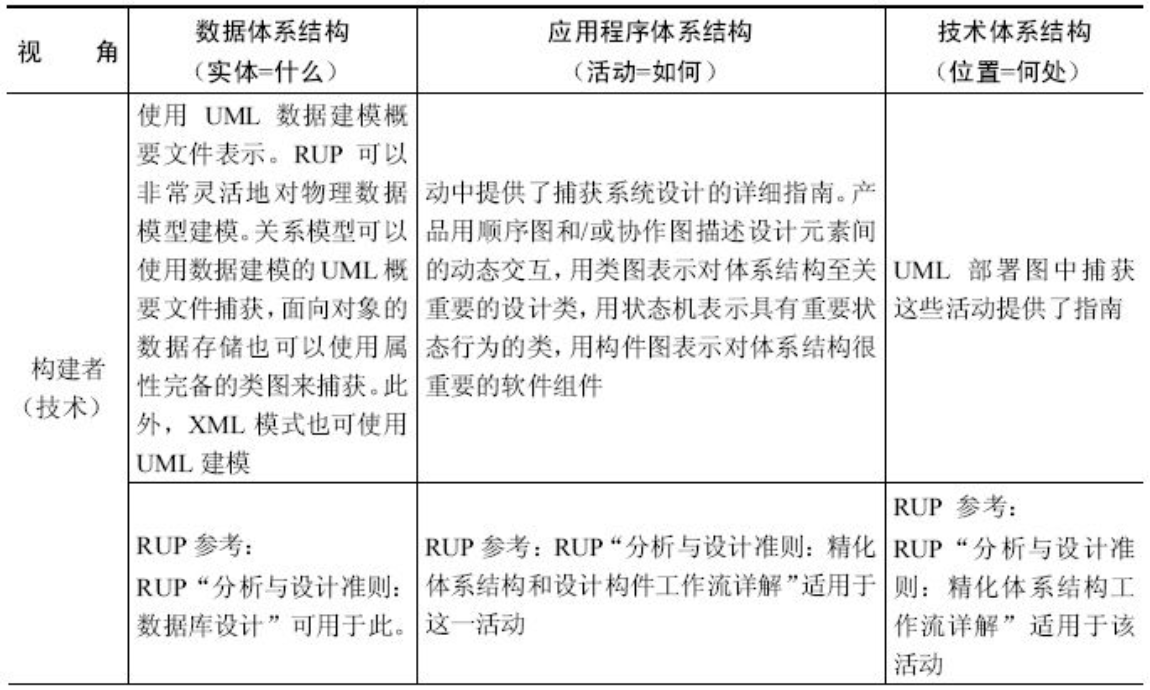 视 角
数据体系结构
（实体=什么）
应用程序体系结构
（活动=如何）
技术体系结构
（位置=何处）
构建者
（技术）
使用 UML 数据建模概
要文件表示。RUP 可以
非常灵活地对物理数据
模型建模。关系模型可以
使用数据建模的 UML 概
要文件捕获，面向对象的
数据存储也可以使用属
性完备的类图来捕获。此
外，XML 模式也可使用
UML 建模
动中提供了捕获系统设计的详细指南。产
品用顺序图和/或协作图描述设计元素间
的动态交互，用类图表示对体系结构至关
重要的设计类，用状态机表示具有重要状
态行为的类，用构件图表示对体系结构很
重要的软件组件
UML 部署图中捕获
这些活动提供了指南
RUP 参考：
RUP“分析与设计准则：
数据库设计”可用于此。
RUP 参考：RUP“分析与设计准则：精化
体系结构和设计构件工作流详解”适用于
这一活动
RUP 参考：
RUP“分析与设计准
则：精化体系结构工
作流详解”适用于该
活动